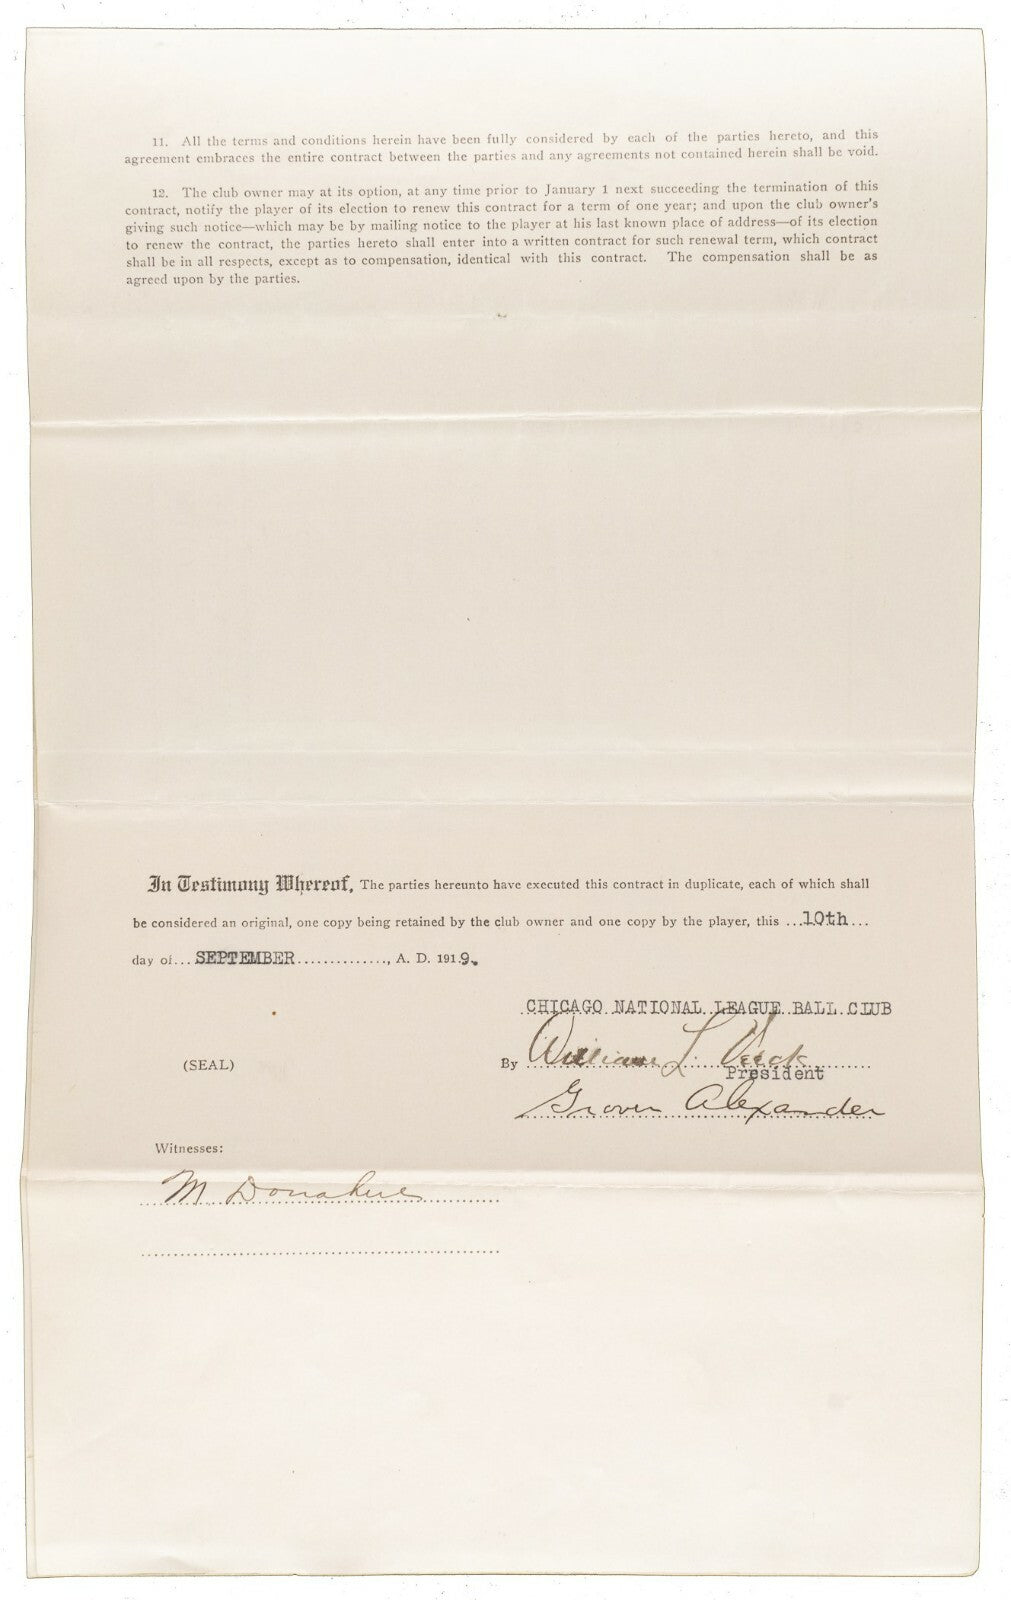 11. All the terms and conditions herein have been fully considered by each of the parties hereto, and this
agreement embraces the entire contract between the parties and any agreements not contained herein shall be void.
12. The club owner may at its option, at any time prior to January 1 next succeeding the termination of this
contract, notify the player of its election to renew this contract for a term of one year; and upon the club owner's
giving such notice—which may be by mailing notice to the player at his last known place of address—of its election
to renew the contract, the parties hereto shall enter into a written contract for such renewal term, which contract
shall be in all respects, except as to compensation, identical with this contract. The compensation shall be as
agreed upon by the parties.
In Testimony Whereof, The parties hereunto have executed this contract in duplicate, each of which shall
be considered an original, one copy being retained by the club owner and one copy by the player, this ...10th...
day of... SEPTEMBER.............., A. D. 1919.
CHICAGO NATIONAL LEAGUE BALL CLUB
(SEAL) By William L. Veeck
President
Grover Alexander
Witnesses:
M. Donahue